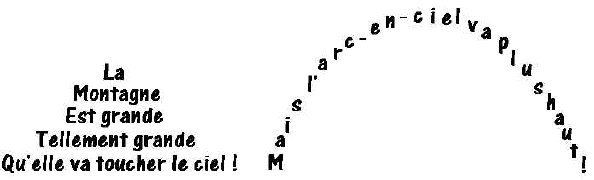 La
Montagne
Est grande
Tellement grande
Qu'elle va toucher le ciel !
Mais l'arc-en-ciel va plus haut !